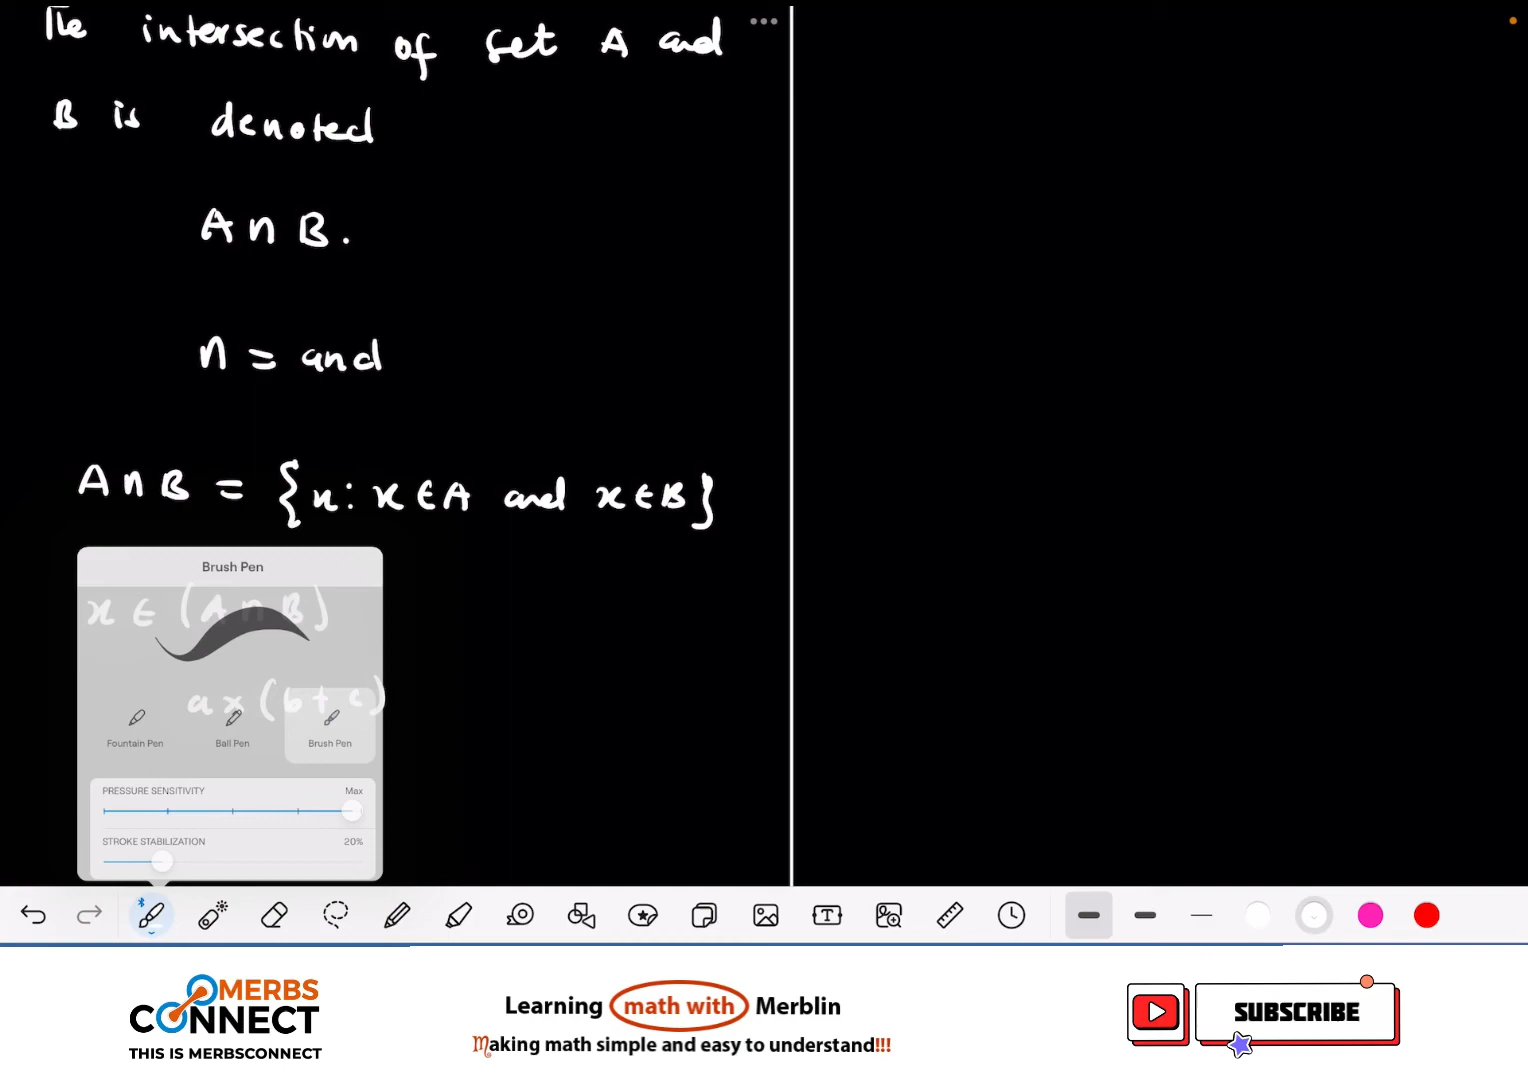 The intersection of set A and
B is denoted
A ∩ B.
∩ = and
A ∩ B = {x: x ∈ A and x ∈ B}
Brush Pen
x ∈ (A ∩ B)
a x (b + c)
Fountain Pen Ball Pen Brush Pen
PRESSURE SENSITIVITY Max
STROKE STABILIZATION 20%
T
MERBS
CONNECT
THIS IS MERBSCONNECT
Learning math with Merblin
Making math simple and easy to understand!!!
SUBSCRIBE